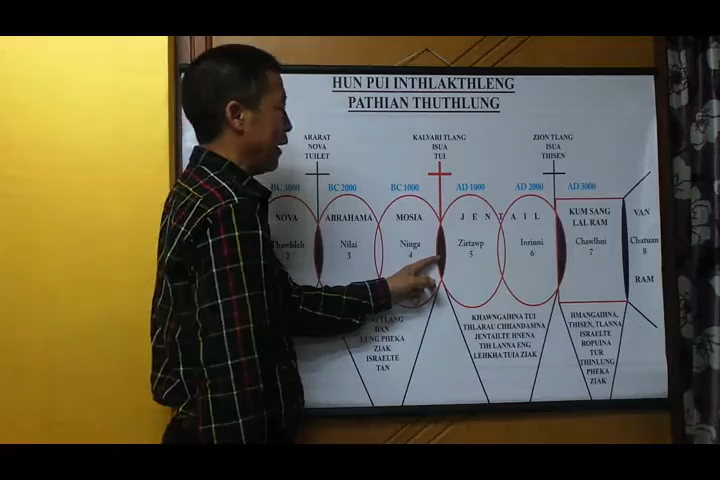 HUN PUI INTHLAKTHLENG
PATHIAN THUTHLUNG
ARARAT
NOVA
TUILET
KALVARI TLANG
ISUA
TUI
ZION TLANG
ISUA
THISEN
BC 3000
BC 2000
BC 1000
AD 1000
AD 2000
AD 3000
NOVA
ABRAHAMA
MOSIA
J E N T A I L
KUM SANG
LAL RAM
VAN
Thawhleh
2
Nilai
3
Ninga
4
Zirtawp
5
Inrinni
6
Chawlhni
7
Chatuan
8
RAM
TLANG
DAN
LUNG PHEKA
ZIAK
ISRAELTE
TAN
KHAWNGAIHNA TUI
THLARAU CHHANDAMNA
JENTAILTE HNENA
TIH LANNA ENG
LEHKHA TUIA ZIAK
HMANGAIHNA,
THISEN, TLANNA
ISRAELTE
ROPUINA
TUR
THINLUNG
PHEKA
ZIAK